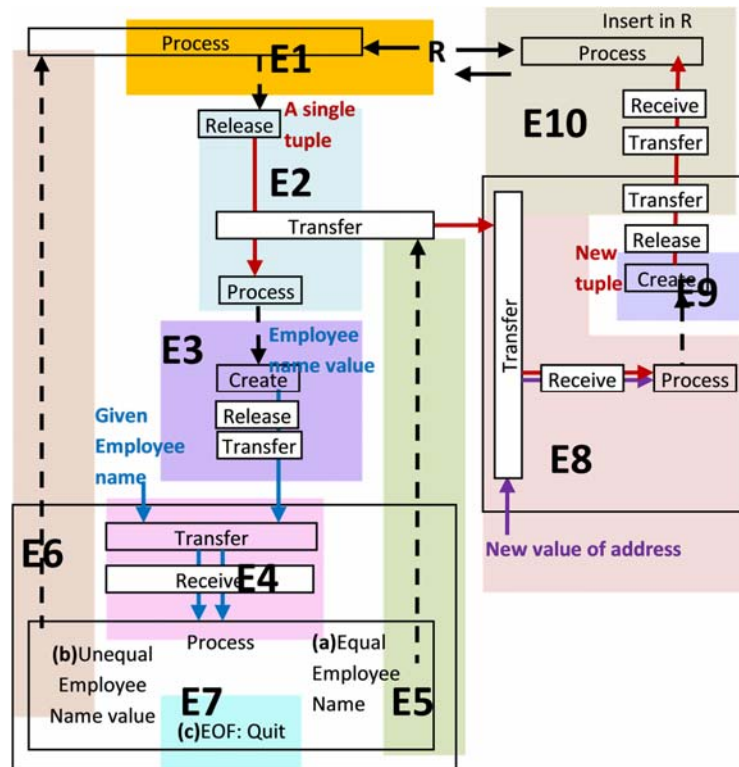 Insert in R
Process
E1
R
Process
Release
A single
tuple
Receive
E10
Transfer
E2
Transfer
Transfer
Release
New
tuple
Create
E9
Process
E3
Employee
name value
Create
Transfer
Receive
Process
Release
Given
Employee
name
Transfer
E8
New value of address
Transfer
E6
Receive
E4
Process
(b)Unequal
Employee
Name value
(a)Equal
Employee
Name
E7
E5
(c)EOF: Quit